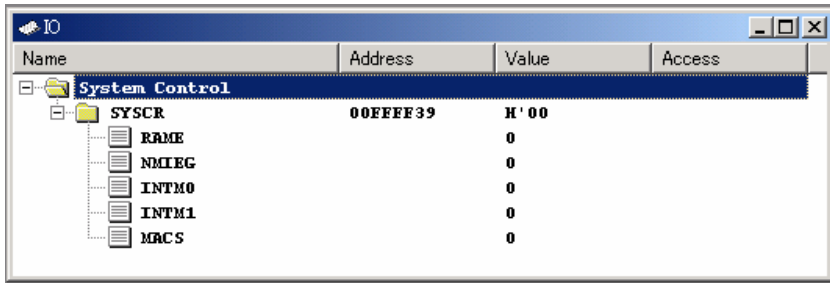 IO
Name Address Value Access
System Control
SYSCR 00FFFF39 H'00
RAME 0
NMIEG 0
INTM0 0
INTM1 0
MACS 0